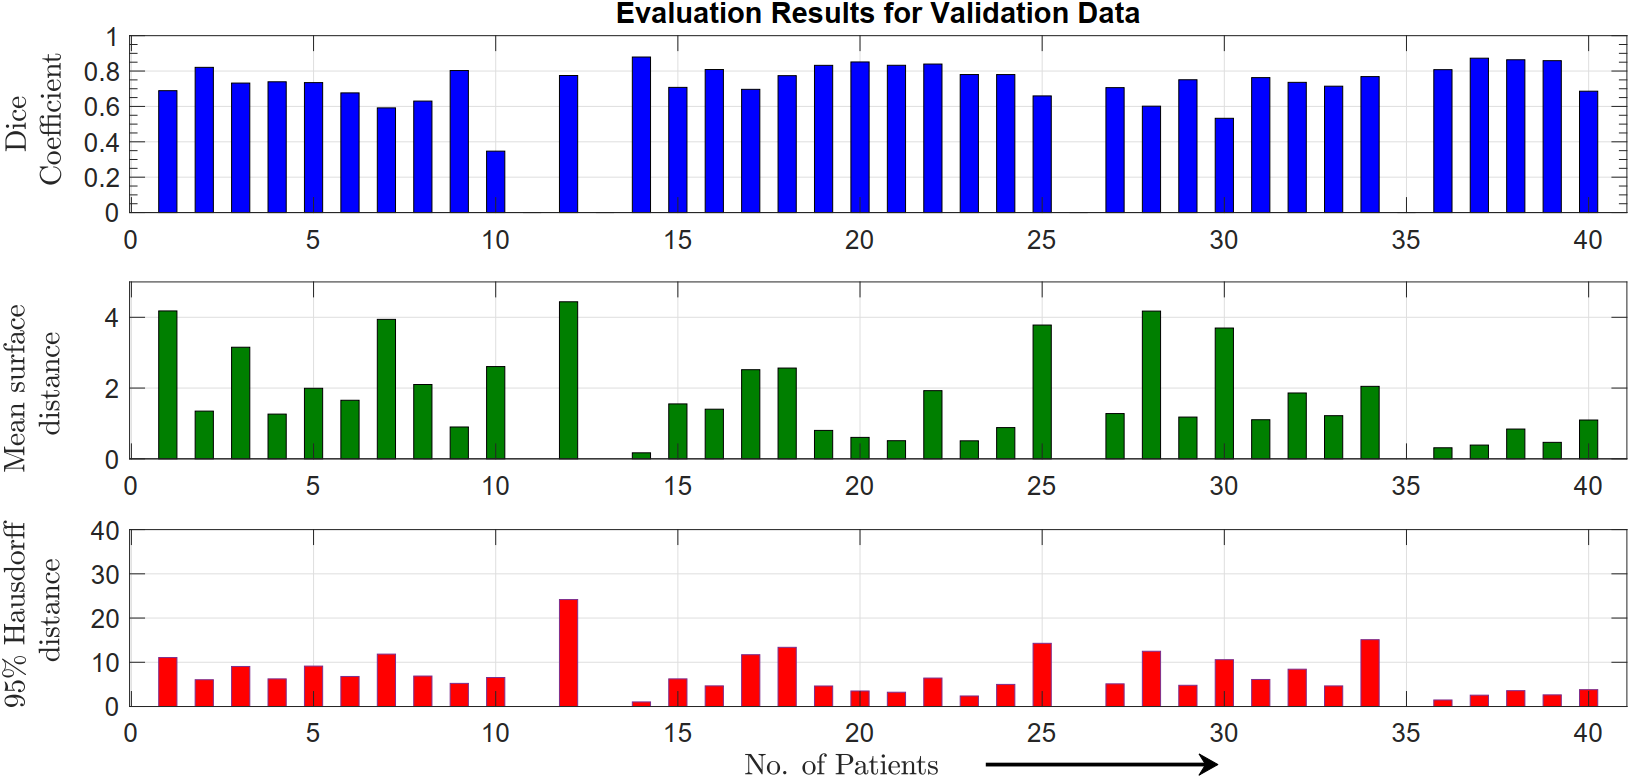 Evaluation Results for Validation Data
Dice
Coefficient
1
0.8
0.6
0.4
0.2
0
0 5 10 15 20 25 30 35 40
Mean surface
distance
4
2
0
0 5 10 15 20 25 30 35 40
95% Hausdorff
distance
40
30
20
10
0
0 5 10 15 20 25 30 35 40
No. of Patients